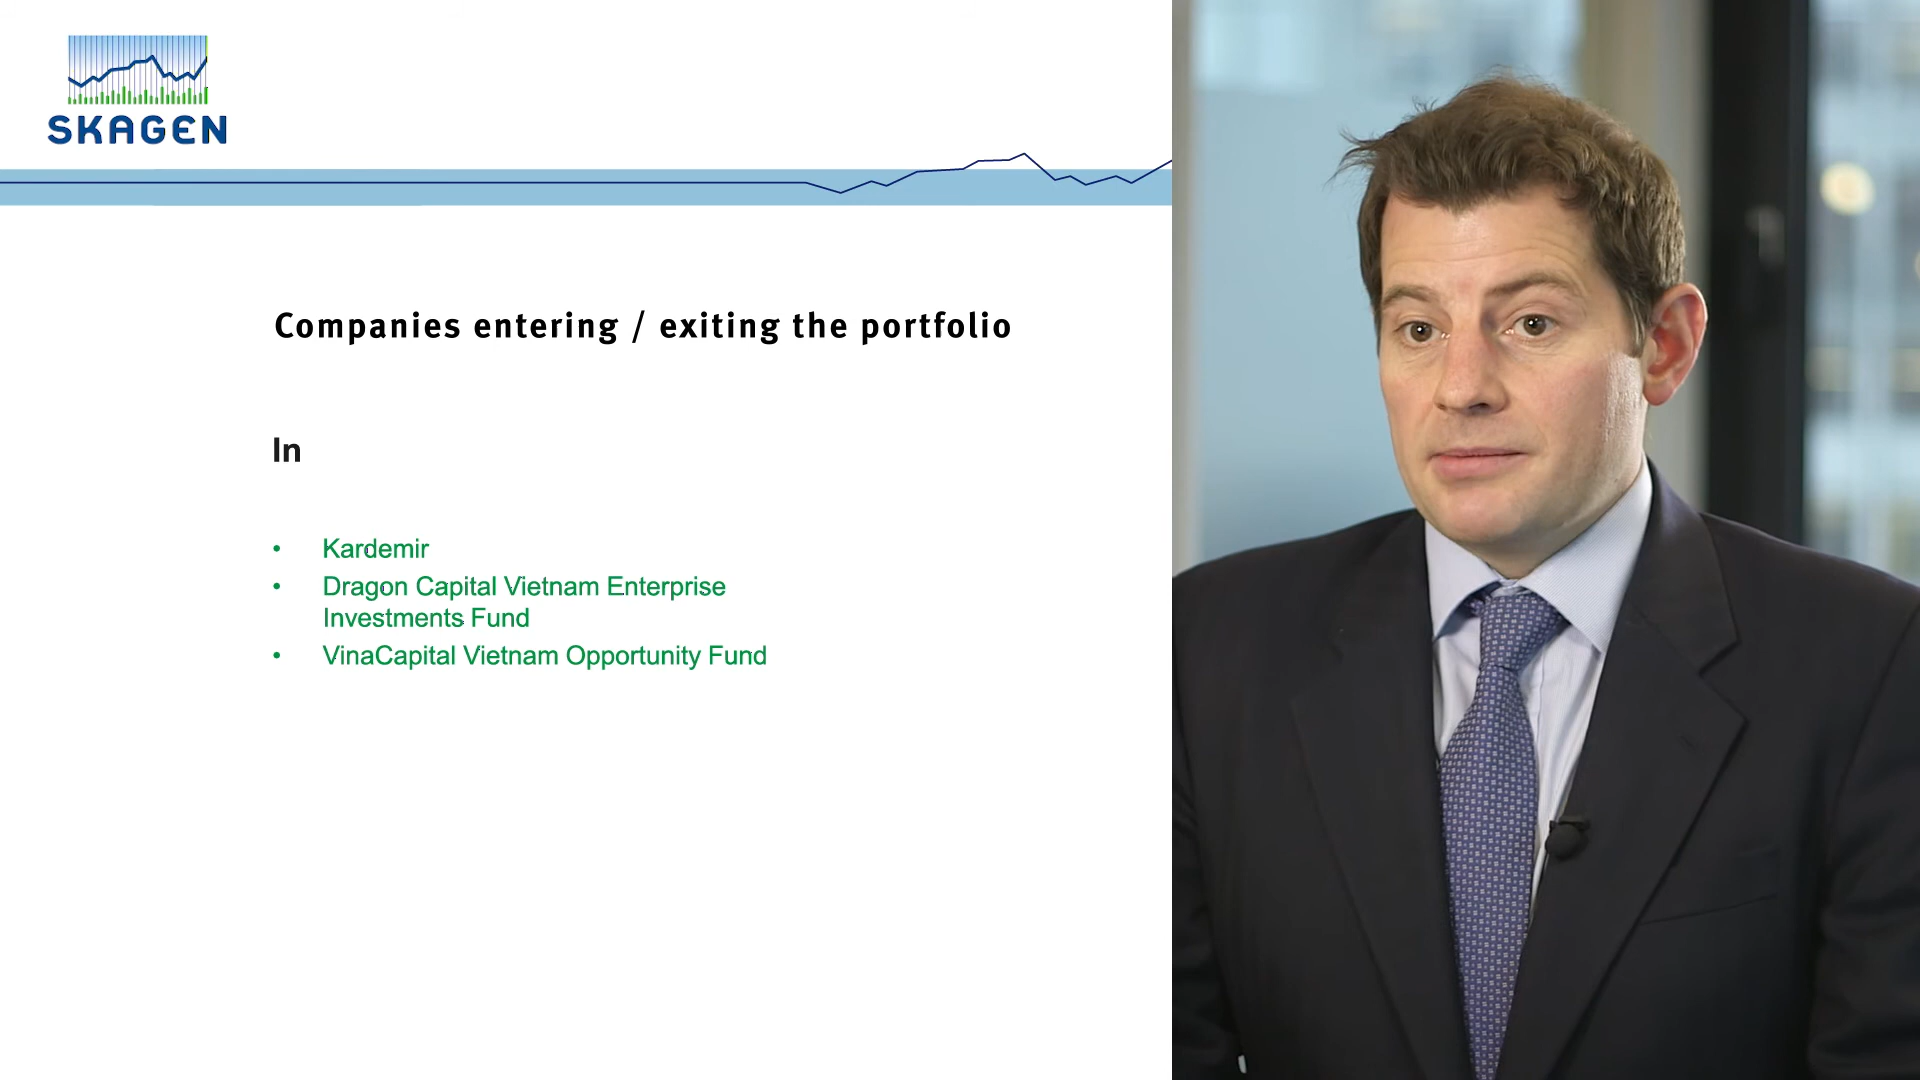 SKAGEN
Companies entering / exiting the portfolio
In
• Kardemir
• Dragon Capital Vietnam Enterprise
Investments Fund
• VinaCapital Vietnam Opportunity Fund